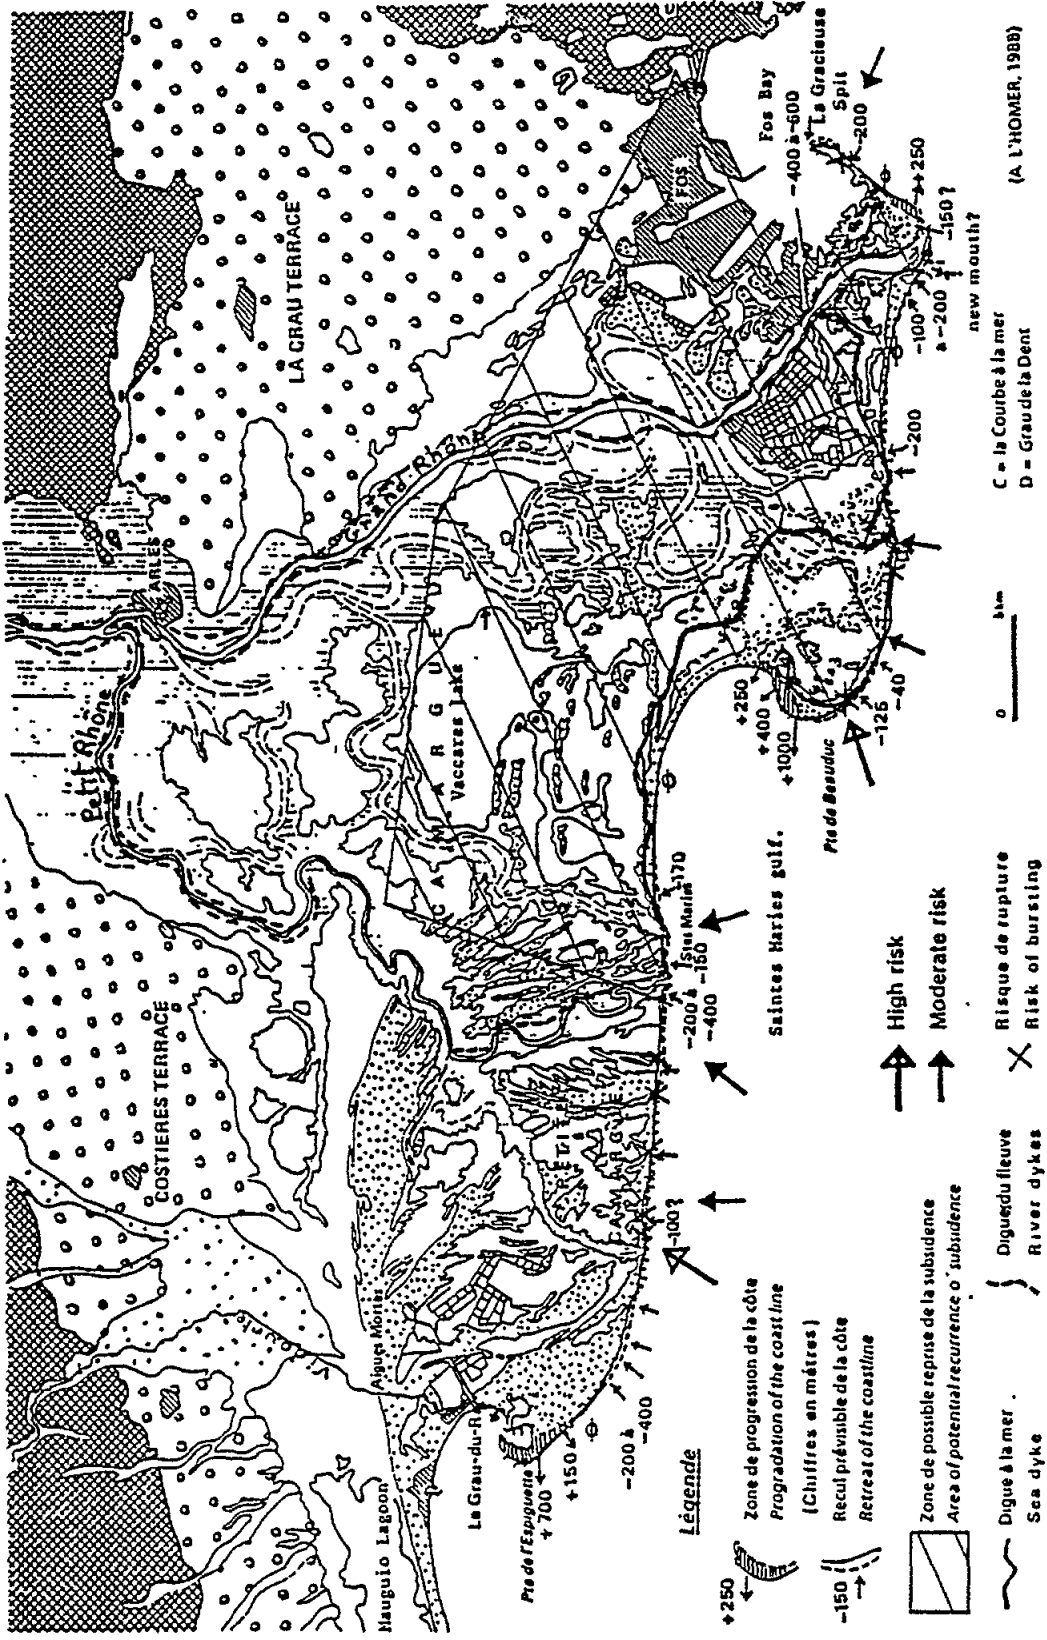 LA CRAU TERRACE
COSTIERES TERRACE
ARLES
Grand Rhône
Petit Rhône
CAMARGUE
Vaccares Lake
PETITE
CAMARGUE
FOS
Fos Bay
-400 à -600
La Gracieuse
Spit
-200
à +250
-150?
new mouth?
-100
à -200
-200
Mauguio Lagoon
Aigues Mortes
Le Grau-du-R
Pte de l'Espiguette
+700
+150
-200 à
-400
-100?
-200 à
-400
-150
Stes Maries
-170
Saintes Maries gulf.
+250
+400
+1000
Pte de Beauduc
-125
-40
Légende
+250
Zone de progression de la côte
Progradation of the coastline
(Chiffres en mètres)
-150
Recul prévisible de la côte
Retreat of the coastline
Zone de possible reprise de la subsidence
Area of potential recurrence o' subsidence
High risk
Moderate risk
Digue à la mer
Sea dyke
Digue du fleuve
River dykes
Risque de rupture
Risk of bursting
C = la Courbe à la mer
D = Grau de la Dent
(A L'HOMER, 1988)